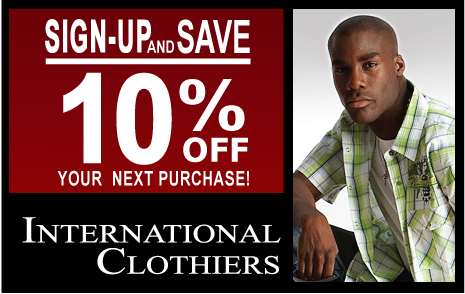 SIGN-UP AND SAVE
10% OFF
YOUR NEXT PURCHASE!
INTERNATIONAL
CLOTHIERS